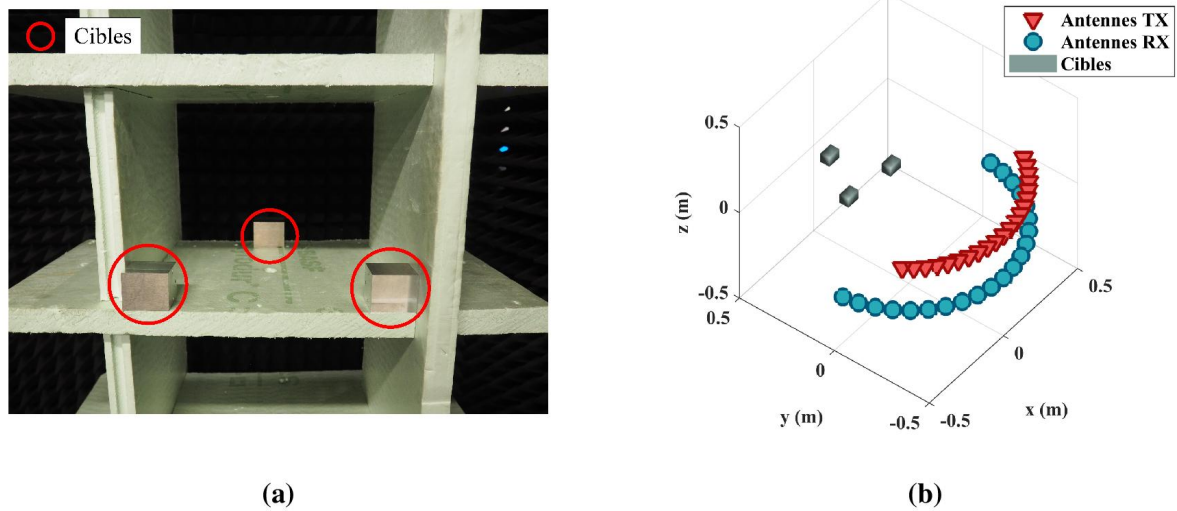 Cibles
(a)
Antennes TX
Antennes RX
Cibles
0.5
0
-0.5
z (m)
0.5
0
-0.5
y (m)
-0.5
0
0.5
x (m)
(b)